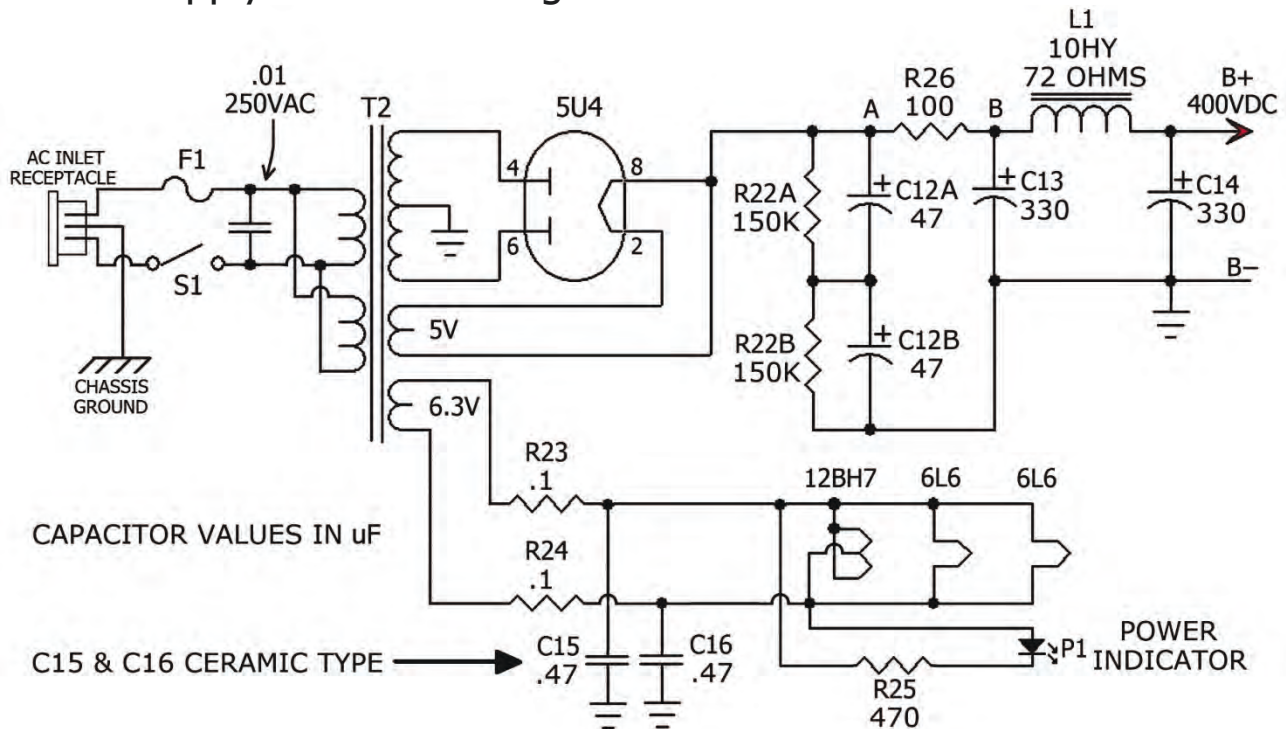 .01
250VAC
T2
5U4
AC INLET
RECEPTACLE
F1
S1
CHASSIS
GROUND
4
8
6
2
5V
6.3V
A
R26
100
B
L1
10HY
72 OHMS
B+
400VDC
R22A
150K
+
C12A
47
+
C13
330
+
C14
330
B-
R22B
150K
+
C12B
47
R23
.1
R24
.1
12BH7
6L6
6L6
CAPACITOR VALUES IN uF
C15 & C16 CERAMIC TYPE
C15
.47
C16
.47
R25
470
P1
POWER
INDICATOR